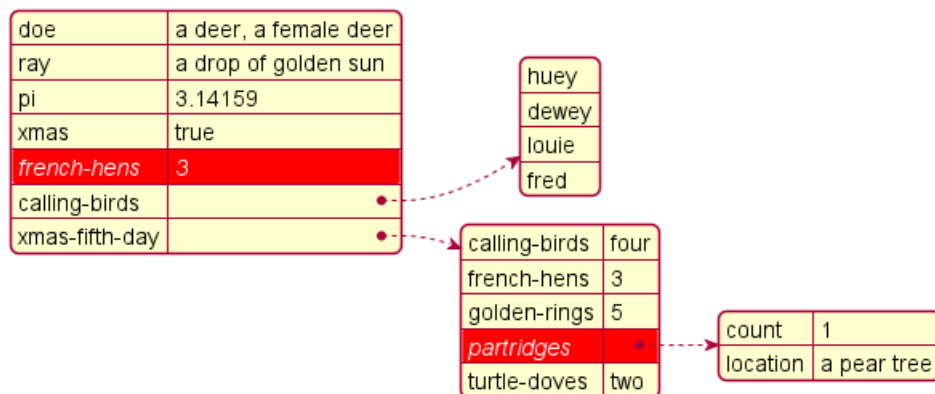 doe a deer, a female deer
ray a drop of golden sun
pi 3.14159
xmas true
french-hens 3
calling-birds
xmas-fifth-day
huey
dewey
louie
fred
calling-birds four
french-hens 3
golden-rings 5
partridges
turtle-doves two
count 1
location a pear tree